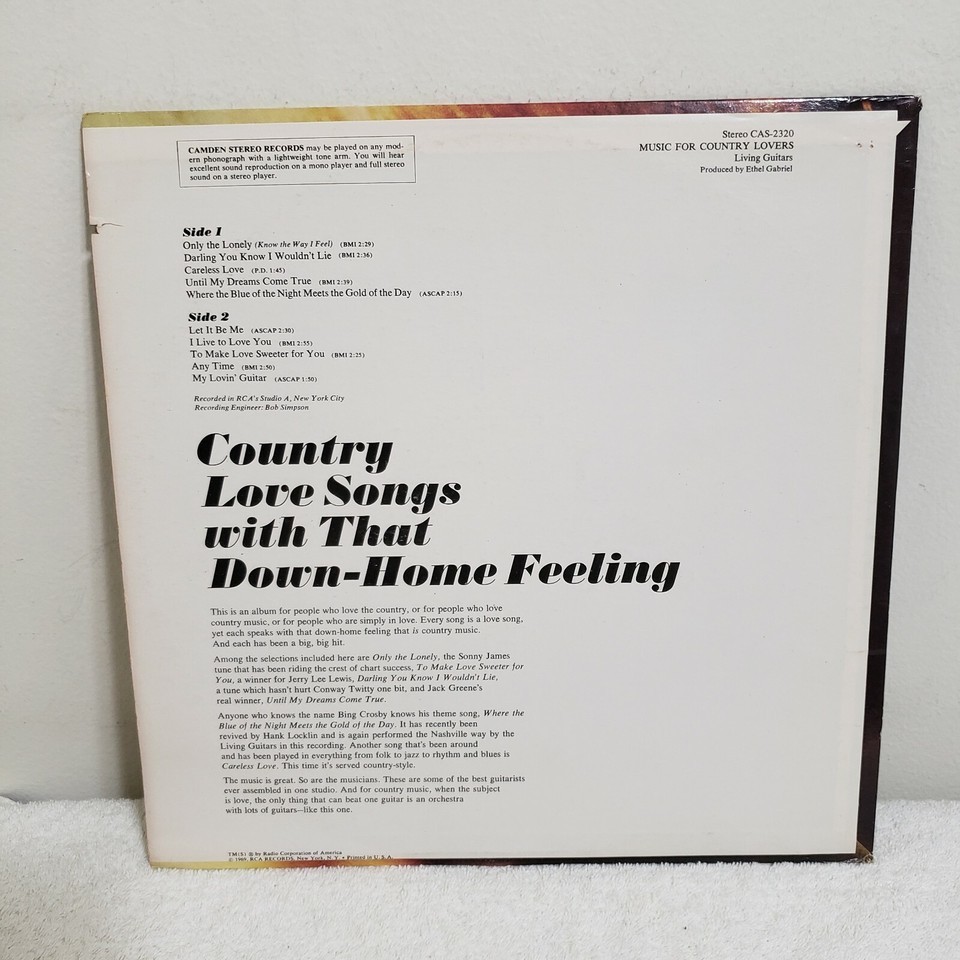 CAMDEN STEREO RECORDS may be played on any mod-
ern phonograph with a lightweight tone arm. You will hear
excellent sound reproduction on a mono player and full stereo
sound on a stereo player.
Stereo CAS-2320
MUSIC FOR COUNTRY LOVERS
Living Guitars
Produced by Ethel Gabriel
Side 1
Only the Lonely (Know the Way I Feel) (BMI 2:29)
Darling You Know I Wouldn't Lie (BMI 2:36)
Careless Love (P.D. 1:45)
Until My Dreams Come True (BMI 2:39)
Where the Blue of the Night Meets the Gold of the Day (ASCAP 2:15)
Side 2
Let It Be Me (ASCAP 2:30)
I Live to Love You (BMI 2:55)
To Make Love Sweeter for You (BMI 2:25)
Any Time (BMI 2:50)
My Lovin' Guitar (ASCAP 1:50)
Recorded in RCA's Studio A, New York City
Recording Engineer: Bob Simpson
Country
Love Songs
with That
Down-Home Feeling
This is an album for people who love the country, or for people who love
country music, or for people who are simply in love. Every song is a love song,
yet each speaks with that down-home feeling that is country music.
And each has been a big, big hit.
Among the selections included here are Only the Lonely, the Sonny James
tune that has been riding the crest of chart success, To Make Love Sweeter for
You, a winner for Jerry Lee Lewis, Darling You Know I Wouldn't Lie,
a tune which hasn't hurt Conway Twitty one bit, and Jack Greene's
real winner, Until My Dreams Come True.
Anyone who knows the name Bing Crosby knows his theme song, Where the
Blue of the Night Meets the Gold of the Day. It has recently been
revived by Hank Locklin and is again performed the Nashville way by the
Living Guitars in this recording. Another song that's been around
and has been played in everything from folk to jazz to rhythm and blues is
Careless Love. This time it's served country-style.
The music is great. So are the musicians. These are some of the best guitarists
ever assembled in one studio. And for country music, when the subject
is love, the only thing that can beat one guitar is an orchestra
with lots of guitars—like this one.
TM(S) ® by Radio Corporation of America
© 1969, RCA RECORDS, New York, N.Y. • Printed in U.S.A.